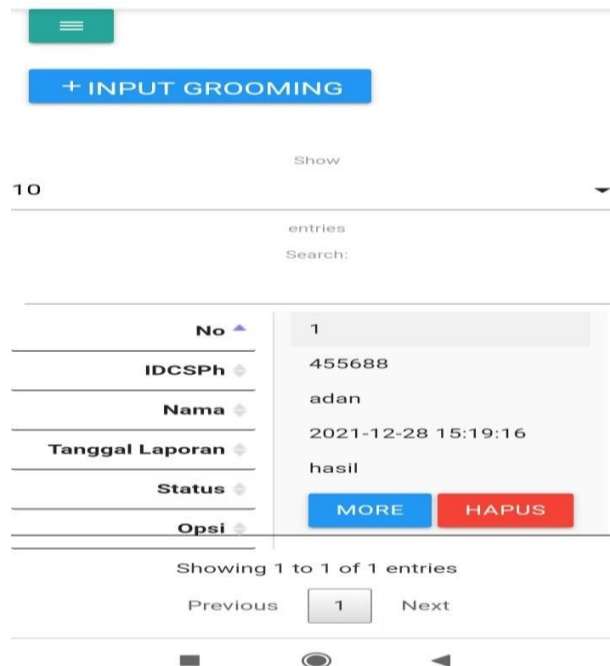 + INPUT GROOMING
Show
10
entries
Search:
No 1
IDCSPh 455688
Nama adan
Tanggal Laporan 2021-12-28 15:19:16
Status hasil
Opsi MORE HAPUS
Showing 1 to 1 of 1 entries
Previous 1 Next